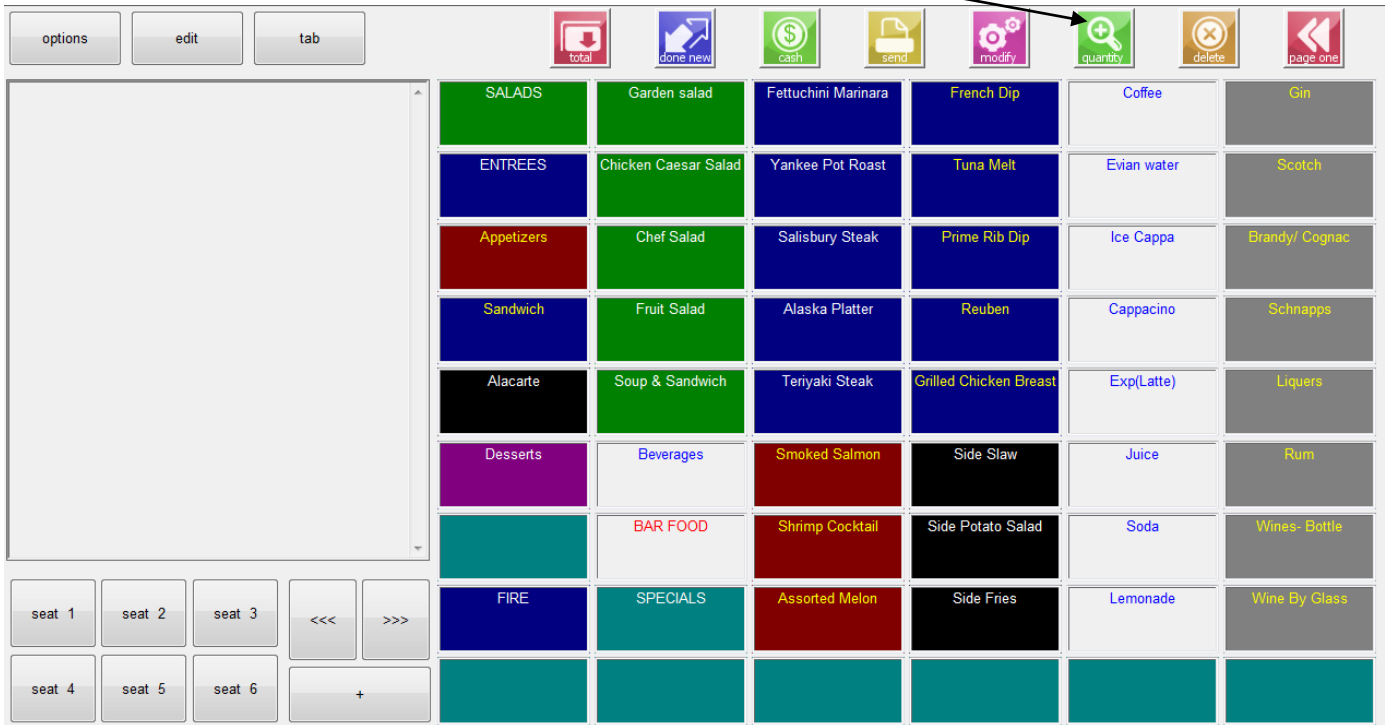 options edit tab total done new cash send modify quantity delete page one
SALADS Garden salad Fettuchini Marinara French Dip Coffee Gin
ENTREES Chicken Caesar Salad Yankee Pot Roast Tuna Melt Evian water Scotch
Appetizers Chef Salad Salisbury Steak Prime Rib Dip Ice Cappa Brandy/ Cognac
Sandwich Fruit Salad Alaska Platter Reuben Cappacino Schnapps
Alacarte Soup & Sandwich Teriyaki Steak Grilled Chicken Breast Exp(Latte) Liquers
Desserts Beverages Smoked Salmon Side Slaw Juice Rum
BAR FOOD Shrimp Cocktail Side Potato Salad Soda Wines- Bottle
FIRE SPECIALS Assorted Melon Side Fries Lemonade Wine By Glass
seat 1 seat 2 seat 3 <<< >>>
seat 4 seat 5 seat 6 +